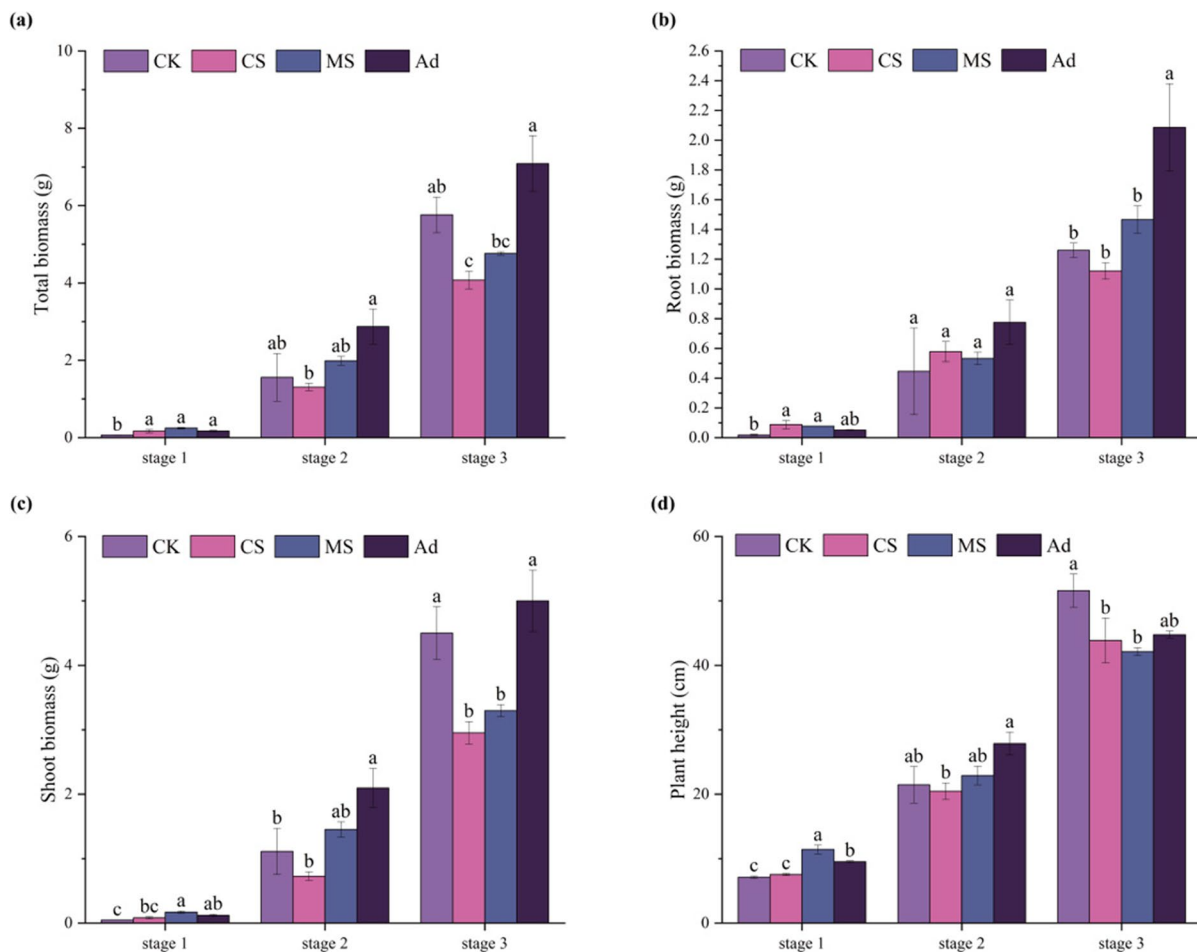 (a)
CK CS MS Ad
Total biomass (g)
10
8
6
4
2
0
b a a a
ab b ab a
ab c bc a
stage 1 stage 2 stage 3
(b)
CK CS MS Ad
Root biomass (g)
2.6
2.4
2.2
2.0
1.8
1.6
1.4
1.2
1.0
0.8
0.6
0.4
0.2
0.0
b a a ab
a a a a
b b b a
stage 1 stage 2 stage 3
(c)
CK CS MS Ad
Shoot biomass (g)
6
4
2
0
c bc a ab
b b ab a
a b b a
stage 1 stage 2 stage 3
(d)
CK CS MS Ad
Plant height (cm)
60
40
20
0
c c a b
ab b ab a
a b b ab
stage 1 stage 2 stage 3